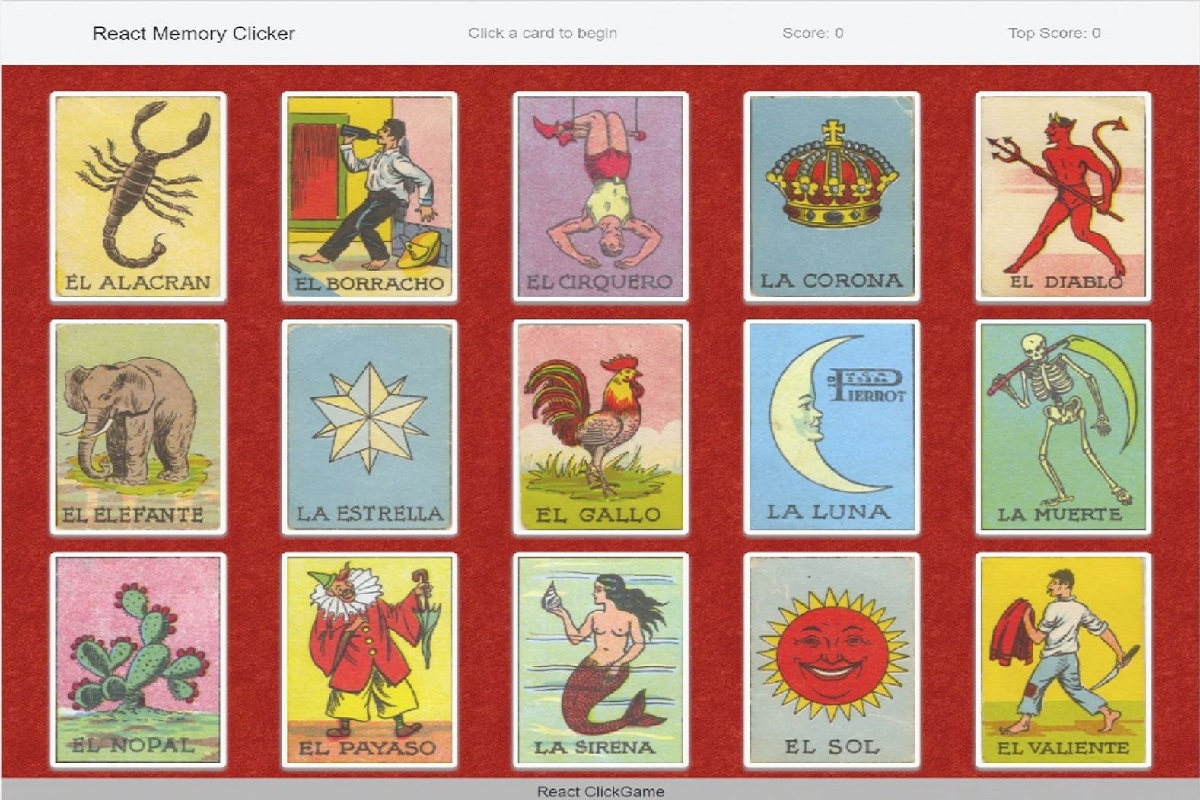 React Memory Clicker
Click a card to begin
Score: 0
Top Score: 0
EL ALACRAN
EL BORRACHO
EL CIRQUERO
LA CORONA
EL DIABLO
EL ELEFANTE
LA ESTRELLA
EL GALLO
PIERROT
LA LUNA
LA MUERTE
EL NOPAL
EL PAYASO
LA SIRENA
EL SOL
EL VALIENTE
React ClickGame